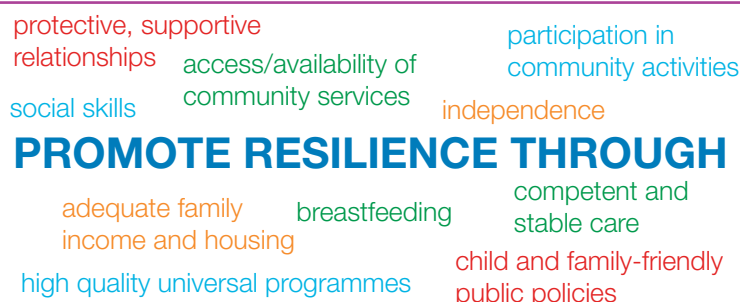 protective, supportive
relationships
access/availability of
community services
participation in
community activities
social skills
independence
PROMOTE RESILIENCE THROUGH
adequate family
income and housing
breastfeeding
competent and
stable care
high quality universal programmes
child and family-friendly
public policies